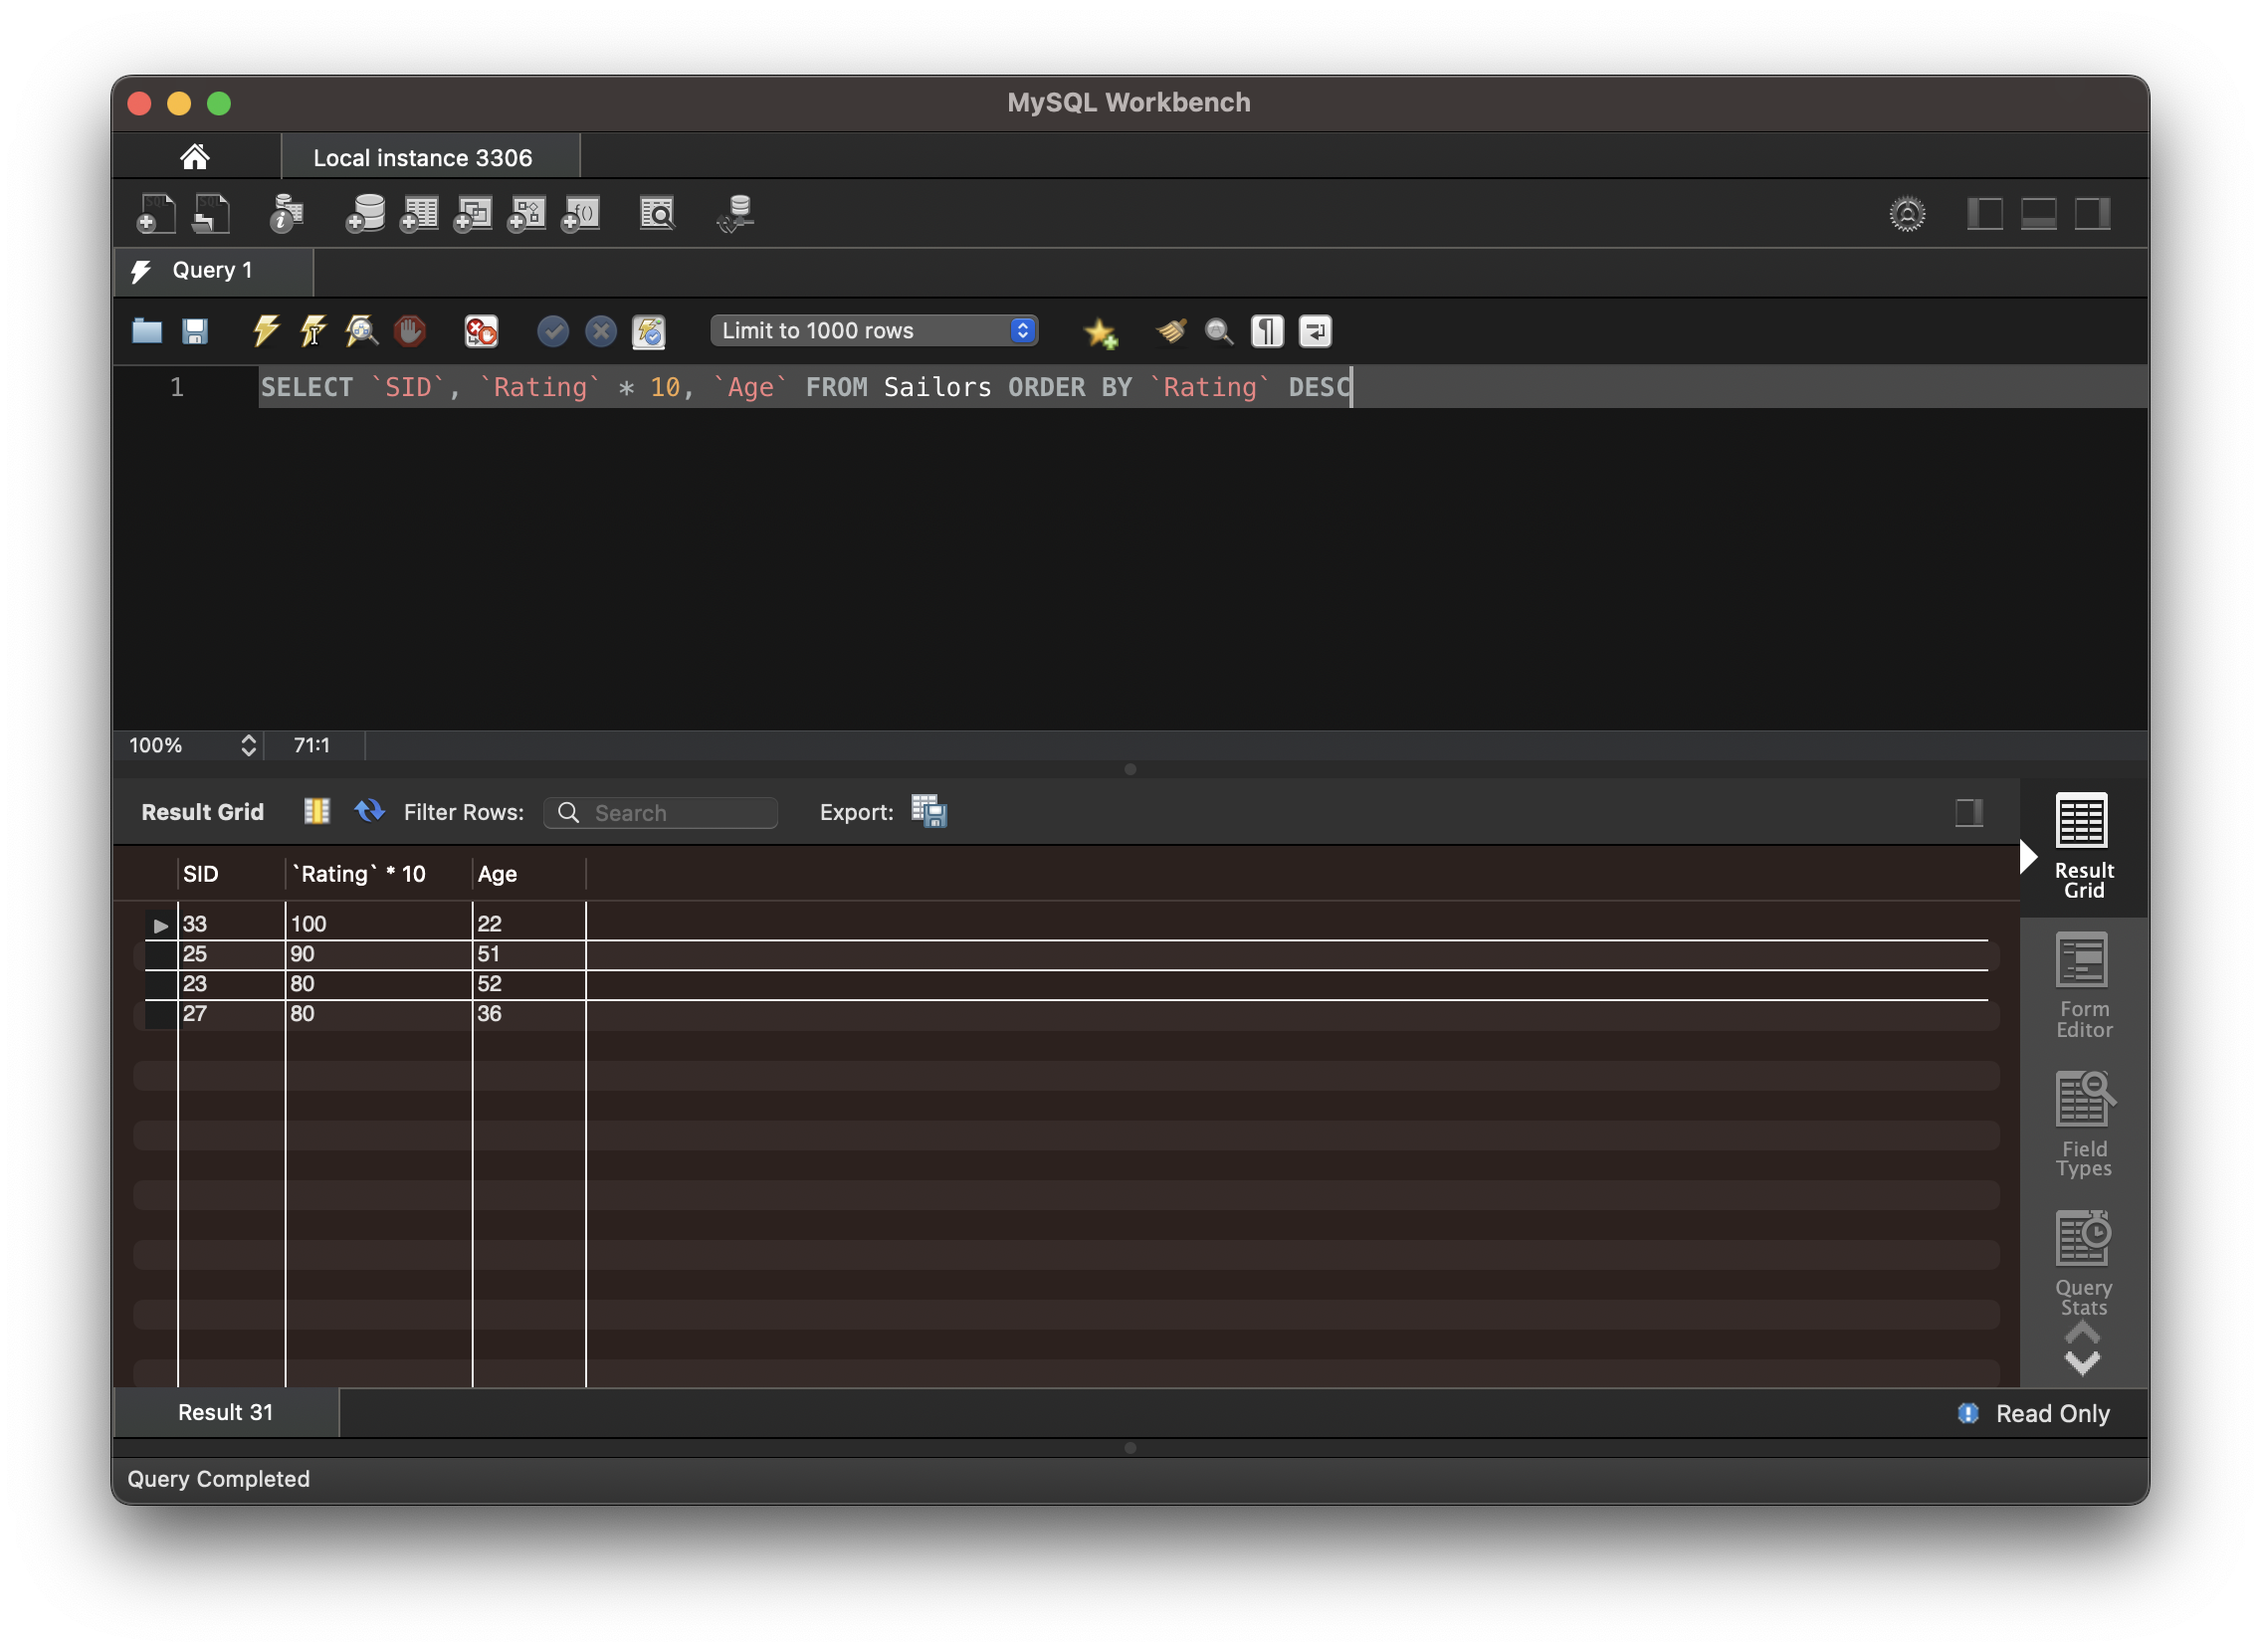 MySQL Workbench
Local instance 3306
Query 1
Limit to 1000 rows
1 SELECT `SID`, `Rating` * 10, `Age` FROM Sailors ORDER BY `Rating` DESC
100% 71:1
Result Grid Filter Rows: Search Export:
SID `Rating` * 10 Age
33 100 22
25 90 51
23 80 52
27 80 36
Result
Grid
Form
Editor
Field
Types
Query
Stats
Result 31 Read Only
Query Completed